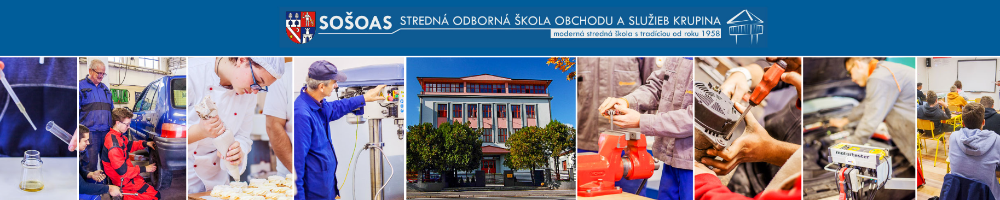 SOŠOAS STREDNÁ ODBORNÁ ŠKOLA OBCHODU A SLUŽIEB KRUPINA
moderná stredná škola s tradíciou od roku 1958
motortester